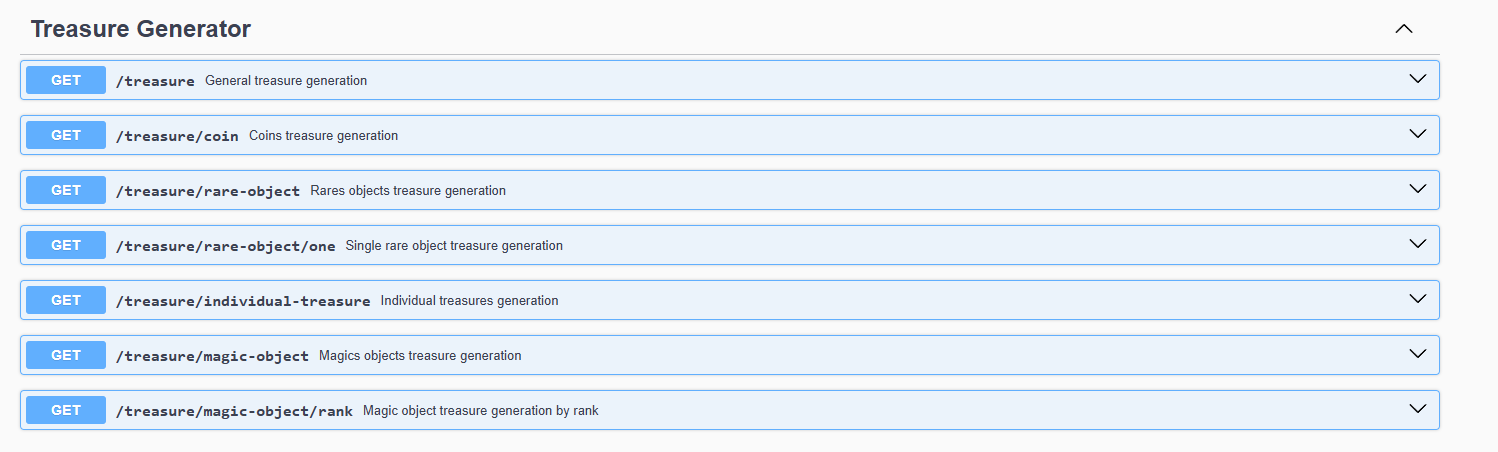 Treasure Generator
GET /treasure General treasure generation
GET /treasure/coin Coins treasure generation
GET /treasure/rare-object Rares objects treasure generation
GET /treasure/rare-object/one Single rare object treasure generation
GET /treasure/individual-treasure Individual treasures generation
GET /treasure/magic-object Magics objects treasure generation
GET /treasure/magic-object/rank Magic object treasure generation by rank